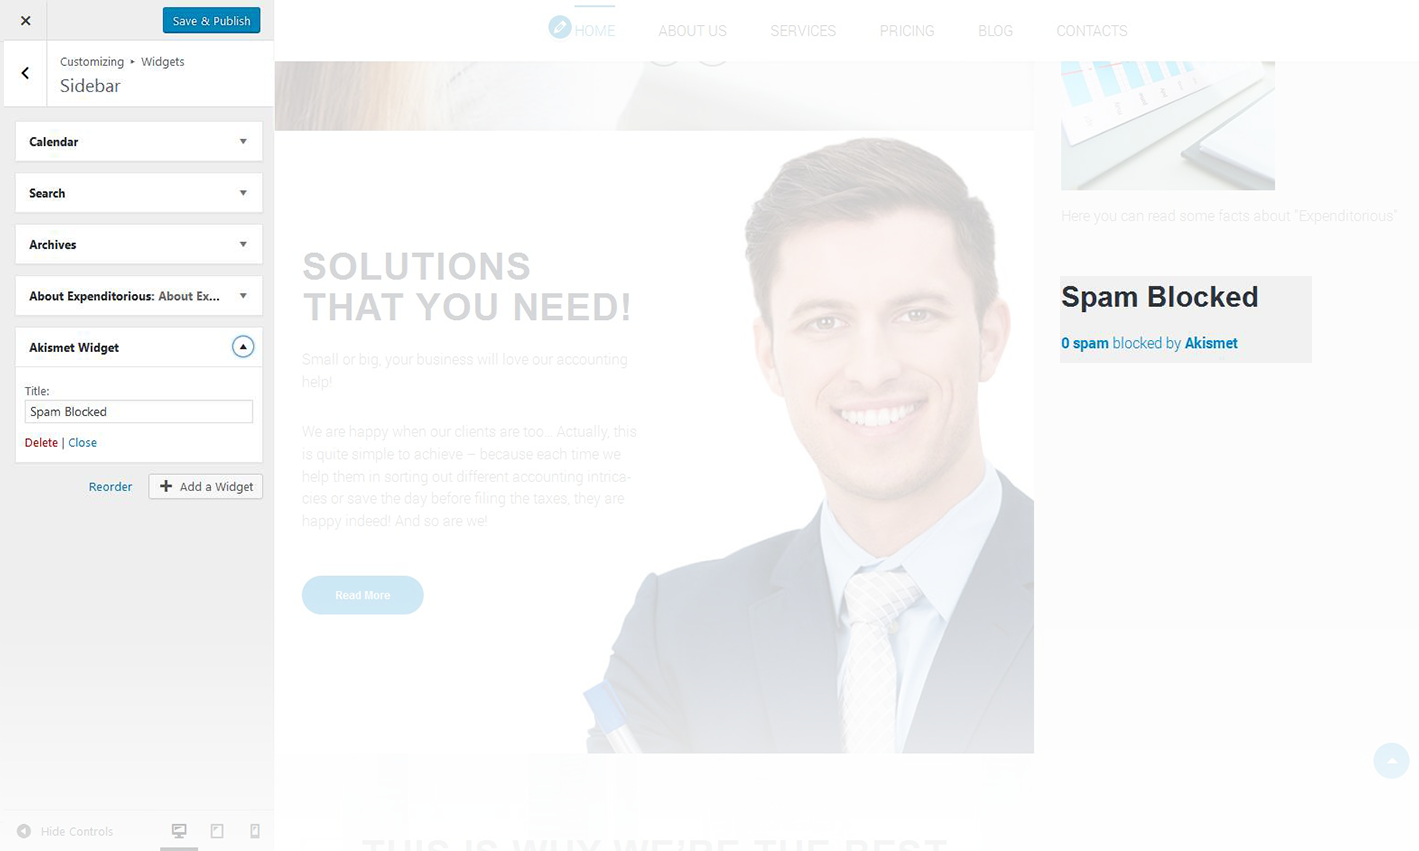 Save & Publish
Customizing ▸ Widgets
Sidebar
Calendar
Search
Archives
About Expenditorious: About Ex...
Akismet Widget
Title:
Spam Blocked
Delete | Close
Reorder
Add a Widget
Hide Controls
HOME
ABOUT US
SERVICES
PRICING
BLOG
CONTACTS
SOLUTIONS
THAT YOU NEED!
Small or big, your business will love our accounting
help!
We are happy when our clients are too... Actually, this
is quite simple to achieve – because each time we
help them in sorting out different accounting intrica-
cies or save the day before filing the taxes, they are
happy indeed! And so are we!
Read More
Here you can read some facts about "Expenditorious"
Spam Blocked
0 spam blocked by Akismet
THIS IS WHY WE'RE THE BEST